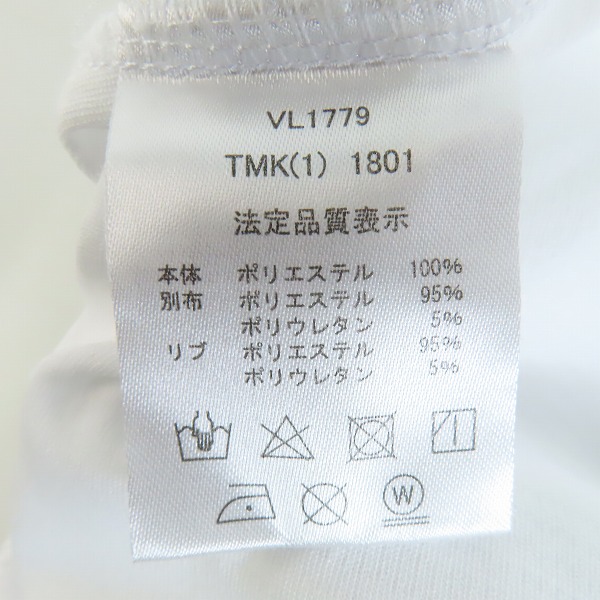 VL1779
TMK(1) 1801
法定品質表示
本体 ポリエステル 100%
別布 ポリエステル 95%
ポリウレタン 5%
リブ ポリエステル 95%
ポリウレタン 5%
W